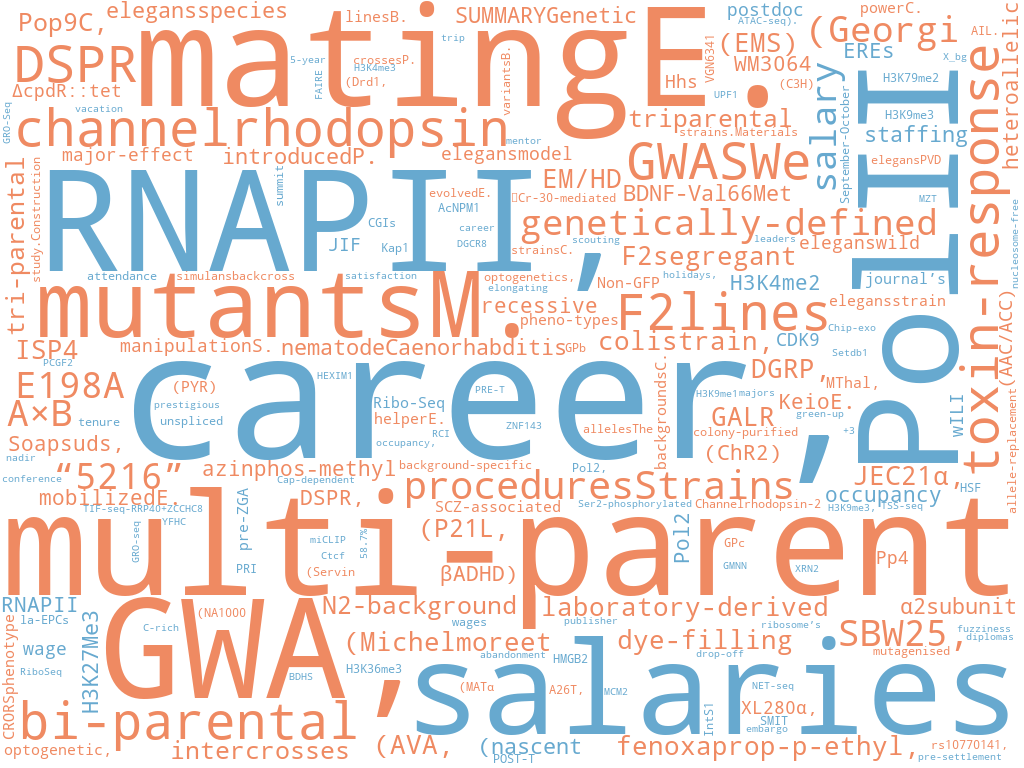 Pop9C,
elegansspecies
linesB.
SUMMARYGenetic
postdoc
ATAC-seq).
powerC.
DSPR
matingE.
trip
(EMS)
(Georgi
AIL.
heteroallelic
ΔcpdR::tet
5-year
crossesP.
H3K4me3
(Drd1,
FAIRE
variantsB.
Hhs
VGN6341
WM3064
(C3H)
EREs
X_bg
H3K79me2
UPF1
GRO-Seq
vacation
channelrhodopsin
mentor
triparental
strains.Materials
salary
September-October
H3K9me3
staffing
major-effect
introducedP.
elegansmodel
GWASWe
elegansPVD
toxin-response
tri-parental
study.Construction
RNAPII,
summit
evolvedE.
AcNPM1
CGIs
career
DGCR8
JIF
Kap1
EM/HD
Cr-3O-mediated
BDNF-Val66Met
MZT
nucleosome-free
genetically-defined
strainsC.
scouting
leaders
eleganswild
F2segregant
attendance
simulansbackcross
satisfaction
optogenetics,
elongating
Non-GFP
holidays,
H3K4me2
journal’s
PolIII
mutantsM.
recessive
pheno-types
F2lines
elegansstrain
Chip-exo
ISP4
manipulationS.
nematodeCaenorhabditis
GPb
colistrain,
CDK9
Setdb1
PCGF2
E198A
career,
(PYR)
HEXIM1
PRE-T
DGRP,
MThal,
(AAC/ACC)
prestigious
Ribo-Seq
backgroundsC.
H3K9me1majors
KeioE.
A×B
tenure
unspliced
helperE.
ZNF143
allelesThe
GALR
green-up
WILI
allele-replacement
Soapsuds,
RCI
occupancy,
colony-purified
+3
nadir
(ChR2)
conference
“5216”
azinphos-methyl
background-specific
Pol2,
JEC21α,
Cap-dependent
HSF
mobilizedE.
DSPR,
proceduresStrains
occupancy
TIF-seq-RRP40+ZCCHC8
YFHC
pre-ZGA
SCZ-associated
Ser2-phosphorylated
Channelrhodopsin-2
H3K9me3,
TSS-seq
multi-parent
GRO-seq
miCLIP
58.7%
Ctcf
(P21L,
Pol2
GPc
Pp4
PRI
(Servin
βADHD)
GMNN
XRN2
RNAPII
(NA1000
N2-background
laboratory-derived
α2subunit
la-EPCs
C-rich
wages
publisher
ribosome’s
GWA,
CRORSphenotype
H3K27Me3
wage
(Michelmoreet
dye-filling
SBW25,
fuzziness
diplomas
RiboSeq
H3K36me3
abandonment
HMGB2
drop-off
mutagenised
BDHS
(MATα
A26T,
MCM2
NET-seq
salaries
IntS1
XL280α,
SMIT
embargo
bi-parental
optogenetic,
intercrosses
(AVA,
(nascent
POST-T
fenoxaprop-p-ethyl,
rs10770141,
pre-settlement